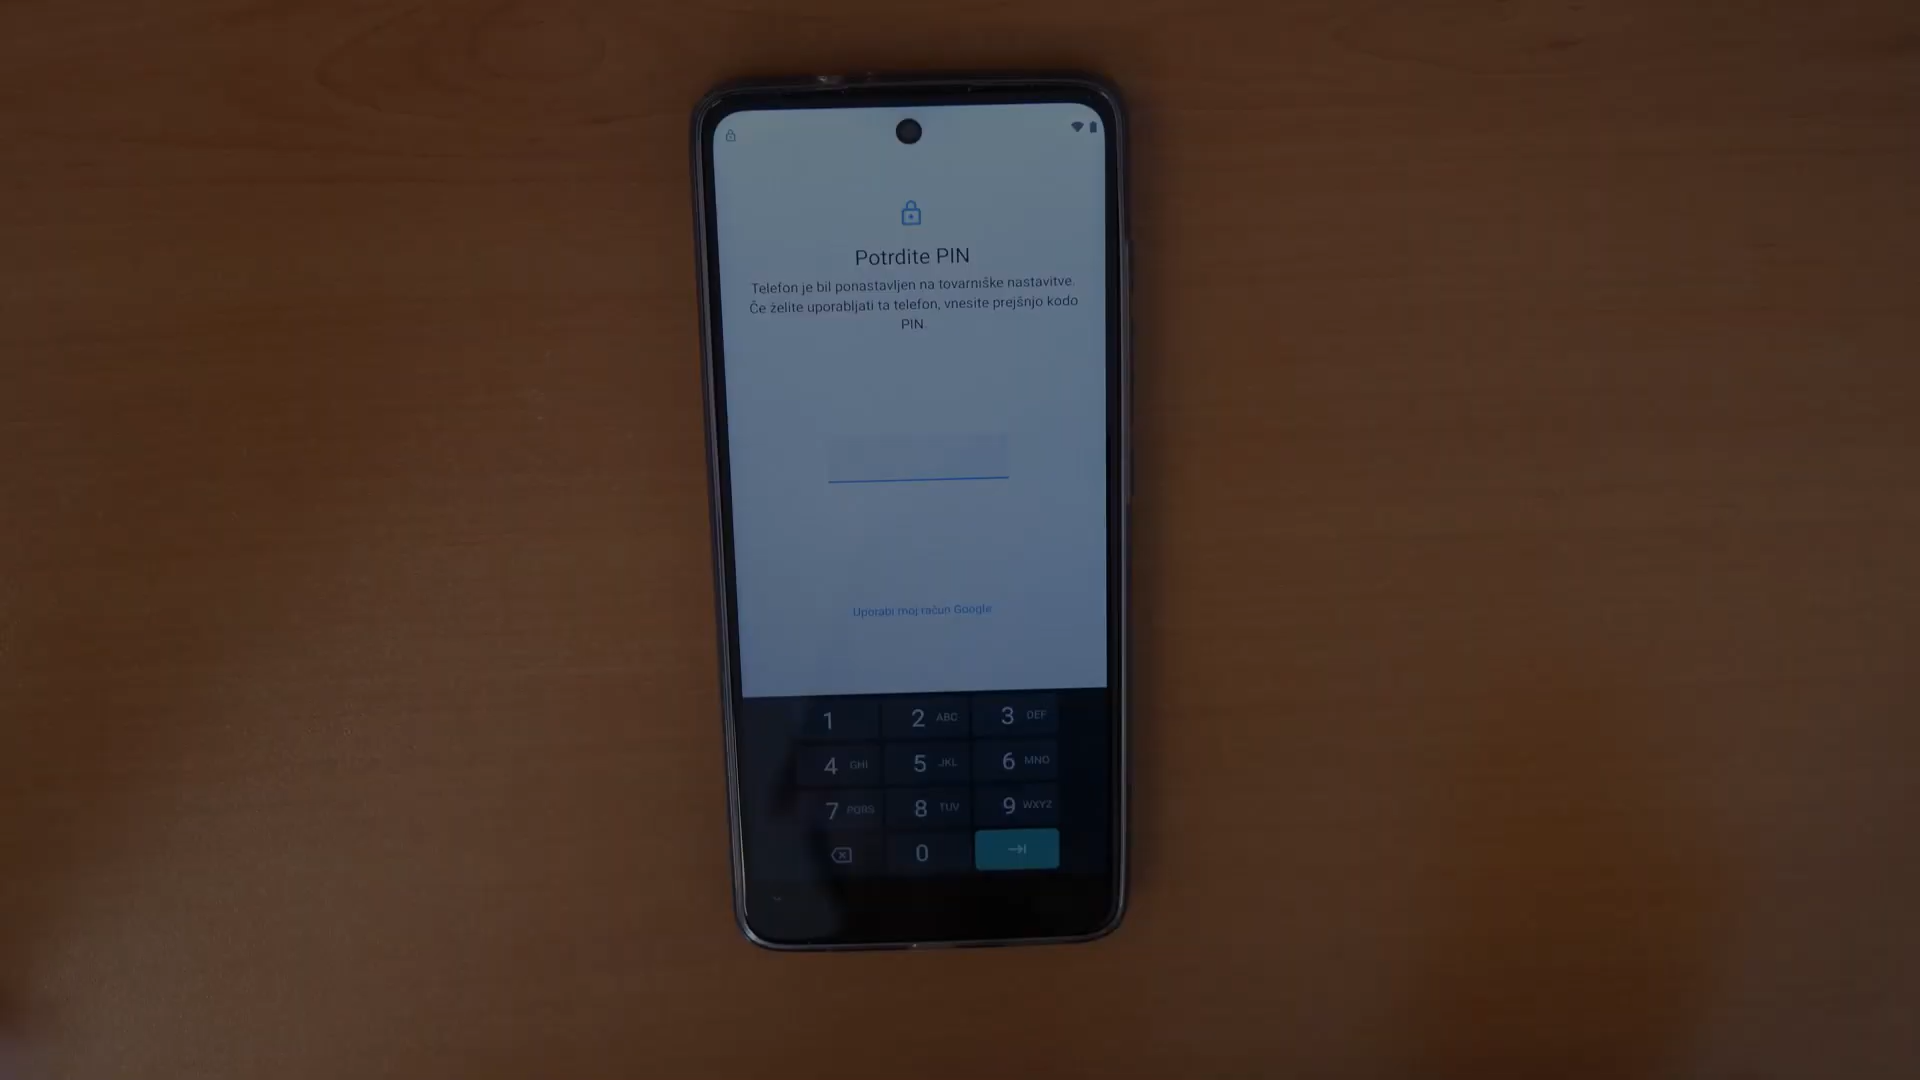 Potrdite PIN
Telefon je bil ponastavljen na tovarniške nastavitve.
Če želite uporabljati ta telefon, vnesite prejšnjo kodo
PIN.
Uporabi moj račun Google
1 2 ABC 3 DEF
4 GHI 5 JKL 6 MNO
7 PQRS 8 TUV 9 WXYZ
0